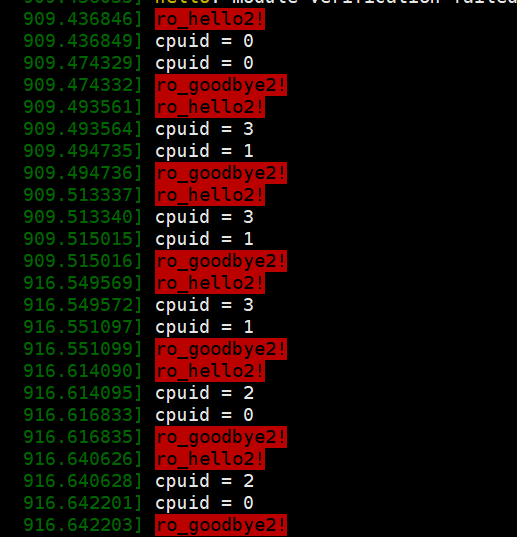 hello: module verification failed
909.436846] ro_hello2!
909.436849] cpuid = 0
909.474329] cpuid = 0
909.474332] ro_goodbye2!
909.493561] ro_hello2!
909.493564] cpuid = 3
909.494735] cpuid = 1
909.494736] ro_goodbye2!
909.513337] ro_hello2!
909.513340] cpuid = 3
909.515015] cpuid = 1
909.515016] ro_goodbye2!
916.549569] ro_hello2!
916.549572] cpuid = 3
916.551097] cpuid = 1
916.551099] ro_goodbye2!
916.614090] ro_hello2!
916.614095] cpuid = 2
916.616833] cpuid = 0
916.616835] ro_goodbye2!
916.640626] ro_hello2!
916.640628] cpuid = 2
916.642201] cpuid = 0
916.642203] ro_goodbye2!